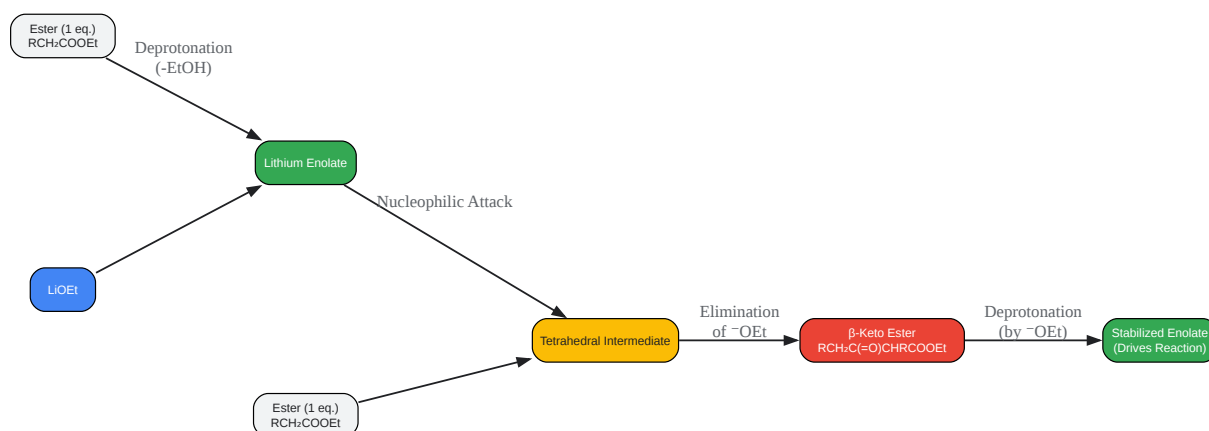 Ester (1 eq.)
RCH₂COOEt
Deprotonation
(-EtOH)
Lithium Enolate
Nucleophilic Attack
LiOEt
Elimination
of ⁻OEt
Deprotonation
(by ⁻OEt)
Tetrahedral Intermediate
β-Keto Ester
RCH₂C(=O)CHRCOOEt
Stabilized Enolate
(Drives Reaction)
Ester (1 eq.)
RCH₂COOEt